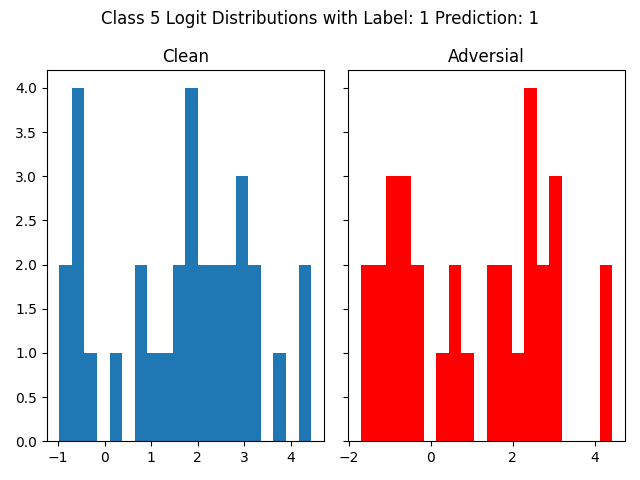 Class 5 Logit Distributions with Label: 1 Prediction: 1
Clean
Adversial
4.0
3.5
3.0
2.5
2.0
1.5
1.0
0.5
0.0
−1 0 1 2 3 4
−2 0 2 4